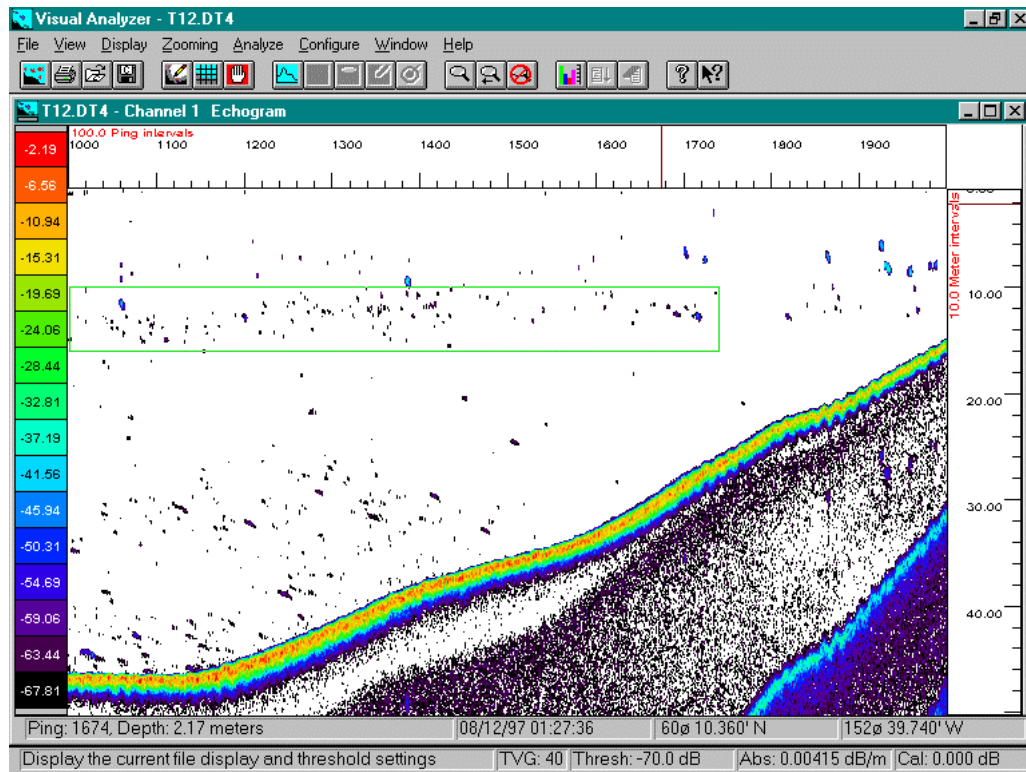 Visual Analyzer - T12.DT4
File View Display Zooming Analyze Configure Window Help
T12.DT4 - Channel 1 Echogram
100.0 Ping intervals
1000 1100 1200 1300 1400 1500 1600 1700 1800 1900
-2.19
-6.56
-10.94
-15.31
-19.69
-24.06
-28.44
-32.81
-37.19
-41.56
-45.94
-50.31
-54.69
-59.06
-63.44
-67.81
10.0 Meter intervals
10.00
20.00
30.00
40.00
Ping: 1674, Depth: 2.17 meters 08/12/97 01:27:36 60ø 10.360' N 152ø 39.740' W
Display the current file display and threshold settings TVG: 40 Thresh: -70.0 dB Abs: 0.00415 dB/m Cal: 0.000 dB